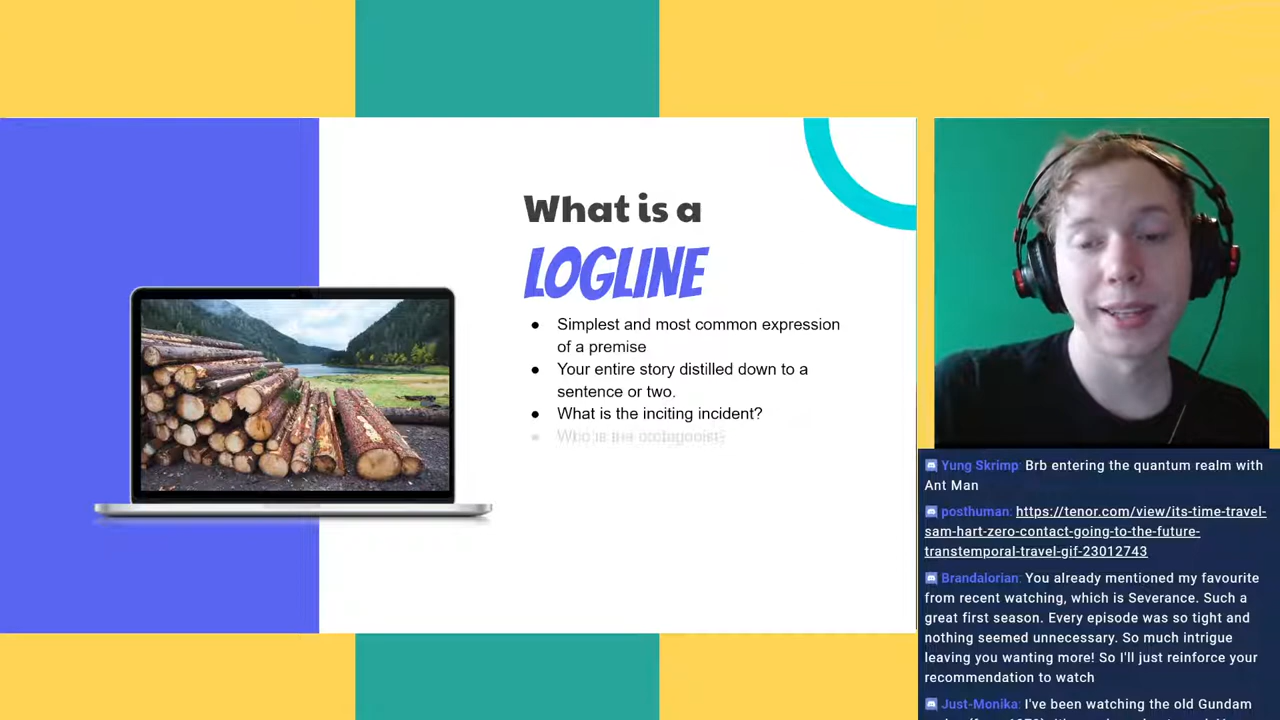 What is a
LOGLINE
● Simplest and most common expression
of a premise
● Your entire story distilled down to a
sentence or two.
● What is the inciting incident?
● Who is the protagonist?
Yung Skrimp: Brb entering the quantum realm with
Ant Man
posthuman: https://tenor.com/view/its-time-travel-
sam-hart-zero-contact-going-to-the-future-
transtemporal-travel-gif-23012743
Brandalorian: You already mentioned my favourite
from recent watching, which is Severance. Such a
great first season. Every episode was so tight and
nothing seemed unnecessary. So much intrigue
leaving you wanting more! So I'll just reinforce your
recommendation to watch
Just-Monika: I've been watching the old Gundam